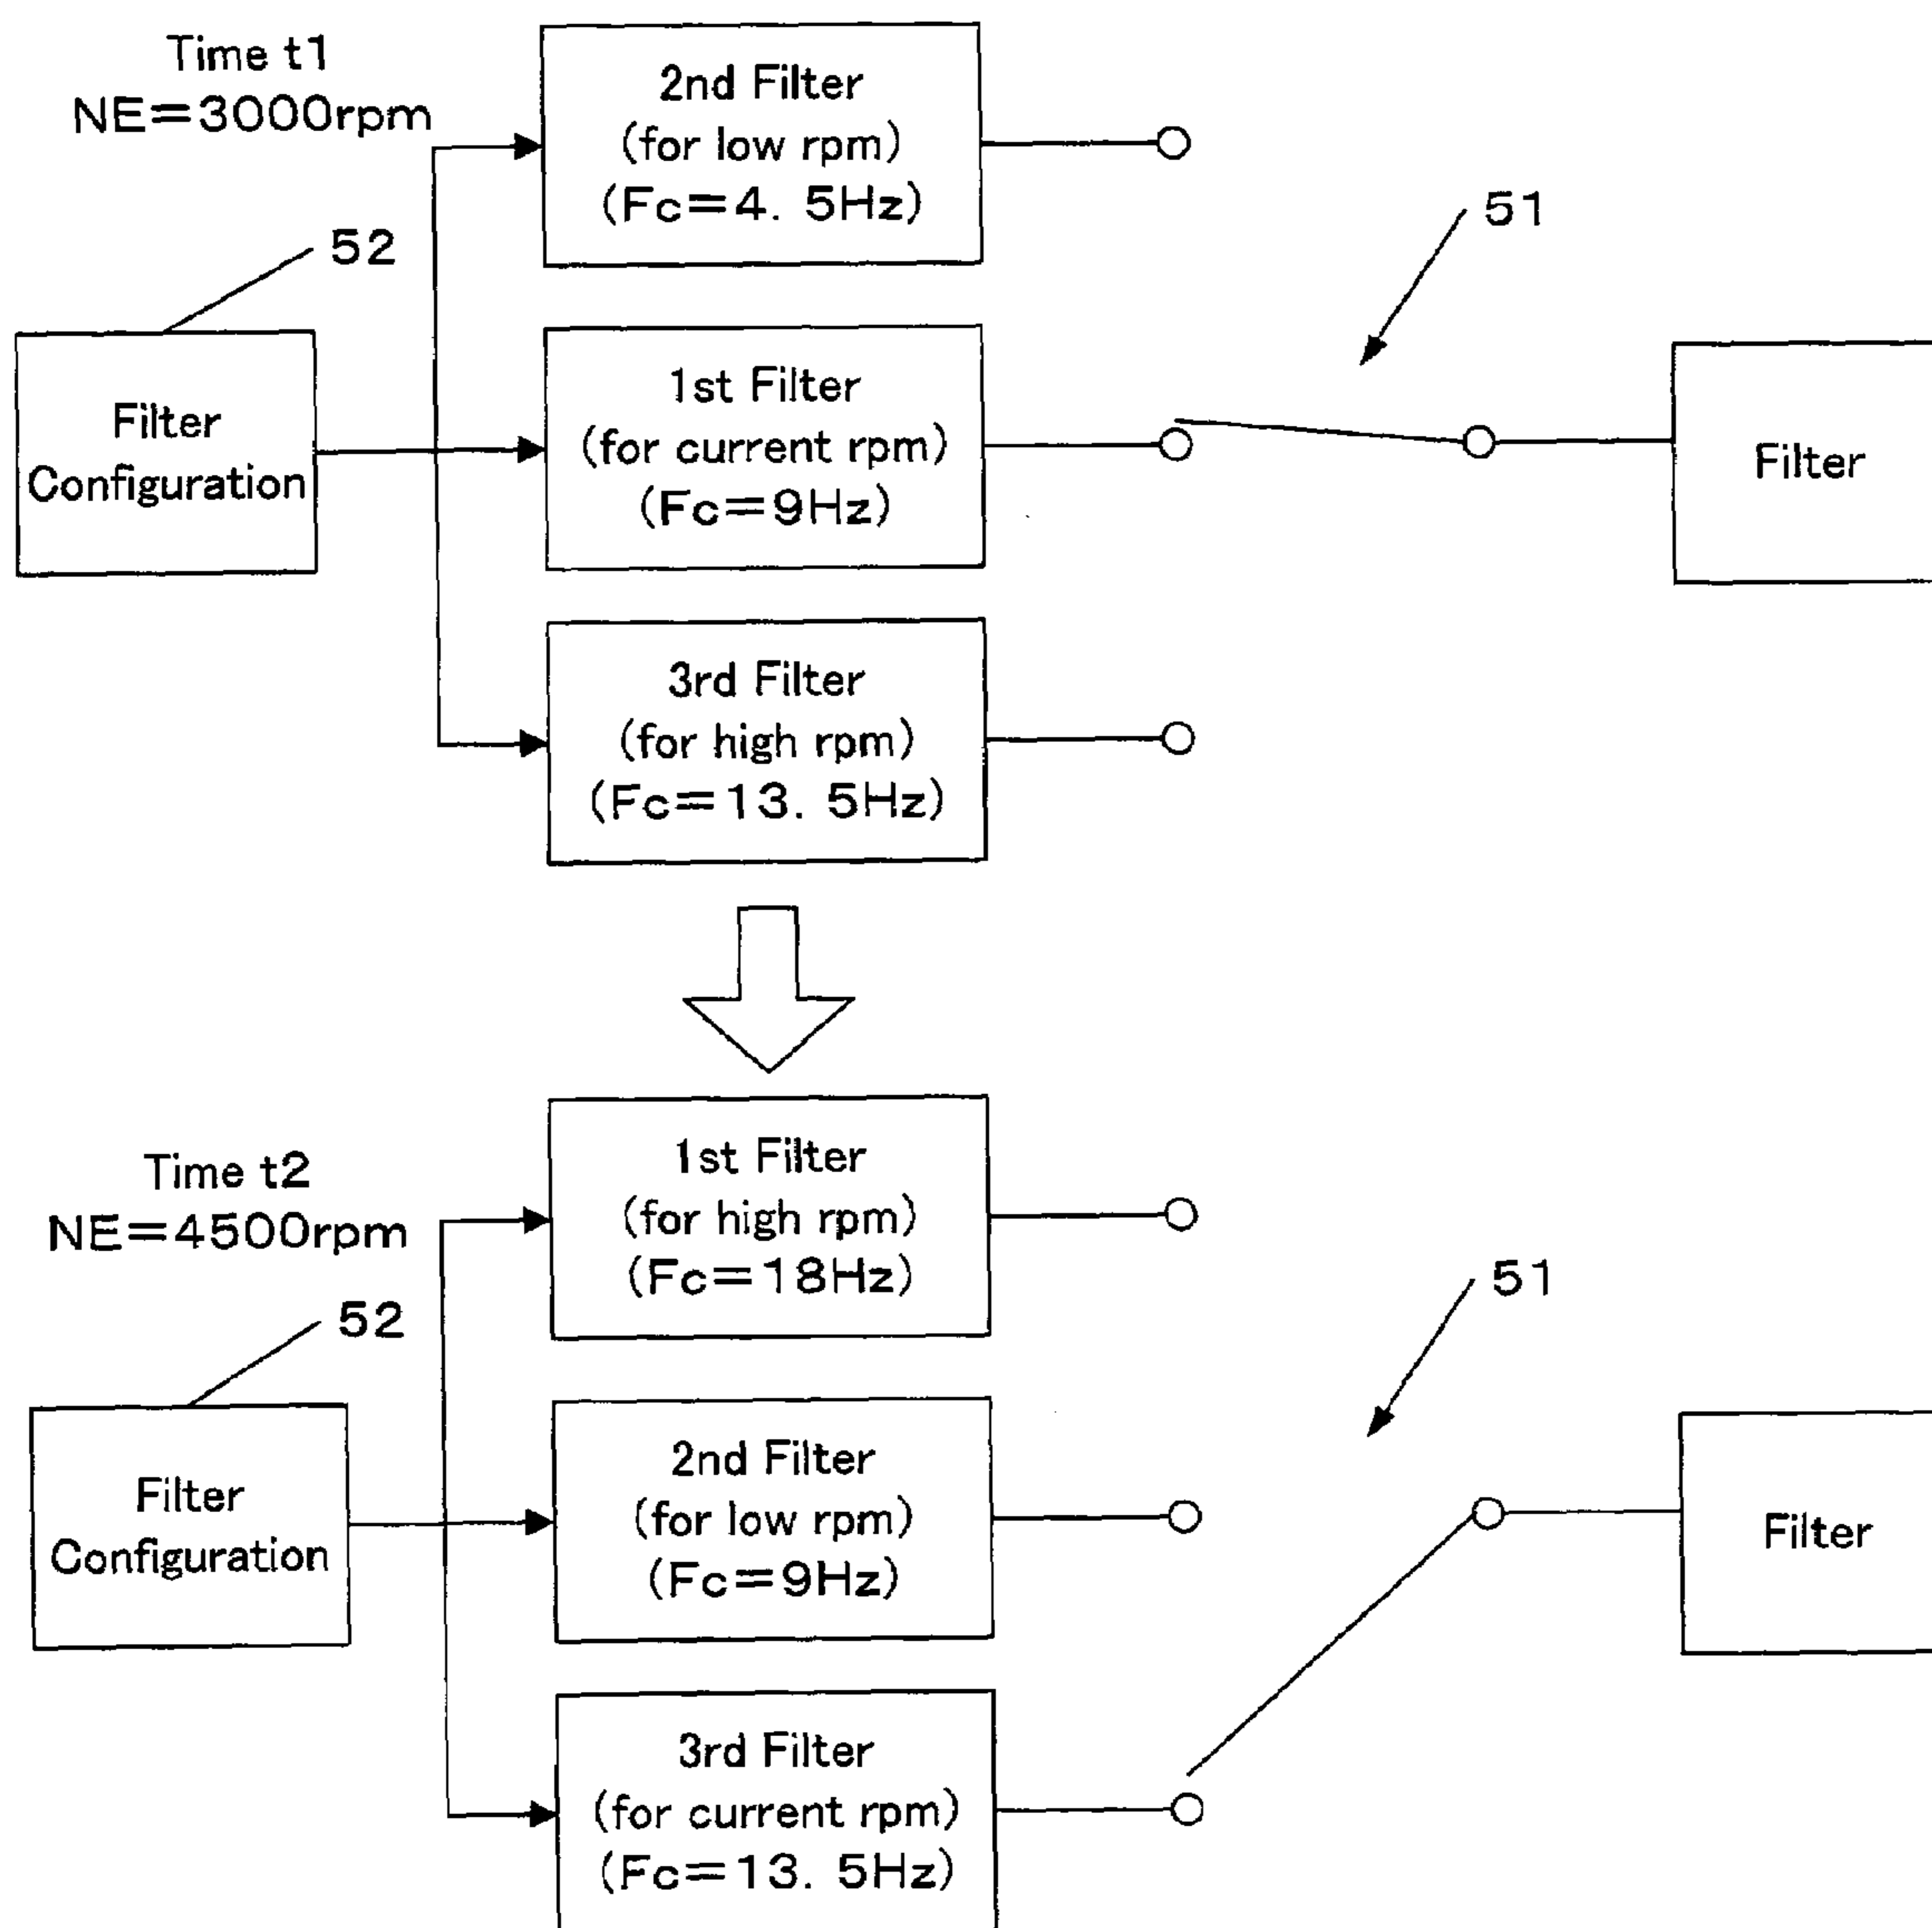 Time t1
NE=3000rpm
2nd Filter
(for low rpm)
(Fc=4. 5Hz)
52
51
Filter
Configuration
1st Filter
(for current rpm)
(Fc=9Hz)
Filter
3rd Filter
(for high rpm)
(Fc=13. 5Hz)
Time t2
NE=4500rpm
1st Filter
(for high rpm)
(Fc=18Hz)
52
51
Filter
Configuration
2nd Filter
(for low rpm)
(Fc=9Hz)
Filter
3rd Filter
(for current rpm)
(Fc=13. 5Hz)